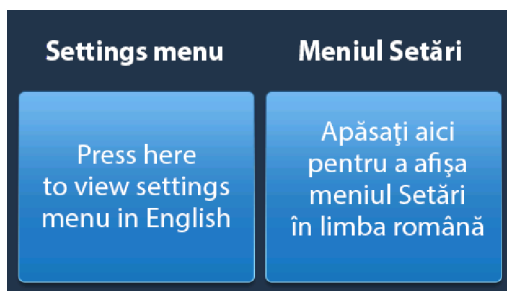 Settings menu
Meniul Setări
Press here
to view settings
menu in English
Apăsaţi aici
pentru a afişa
meniul Setări
în limba română